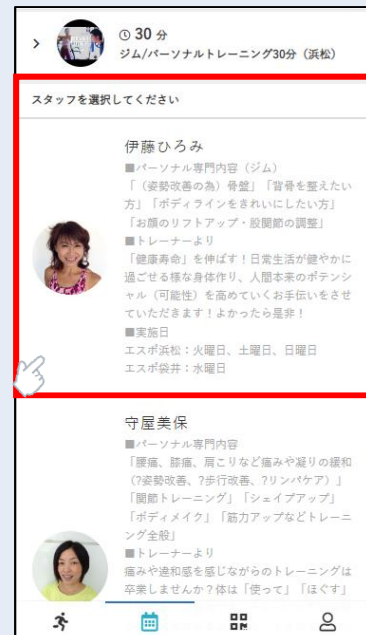 30 分
ジム/パーソナルトレーニング30分（浜松）
スタッフを選択してください
伊藤ひろみ
■パーソナル専門内容（ジム）
「（姿勢改善の為）骨盤」「背骨を整えたい
方」「ボディラインをきれいにしたい方」
「お顔のリフトアップ・股関節の調整」
■トレーナーより
「健康寿命」を伸ばす！日常生活が健やかに
過ごせる様な身体作り、人間本来のポテンシ
ャル（可能性）を高めていくお手伝いをさせ
ていただきます！よかったら是非！
■実施日
エスポ浜松：火曜日、土曜日、日曜日
エスポ袋井：水曜日
守屋美保
■パーソナル専門内容
「腰痛、膝痛、肩こりなど痛みや凝りの緩和
（?姿勢改善、?歩行改善、?リンパケア）」
「関節トレーニング」「シェイプアップ」
「ボディメイク」「筋力アップなどトレーニ
ング全般」
■トレーナーより
痛みや違和感を感じながらのトレーニングは
卒業しませんか？体は「使って」「ほぐす」